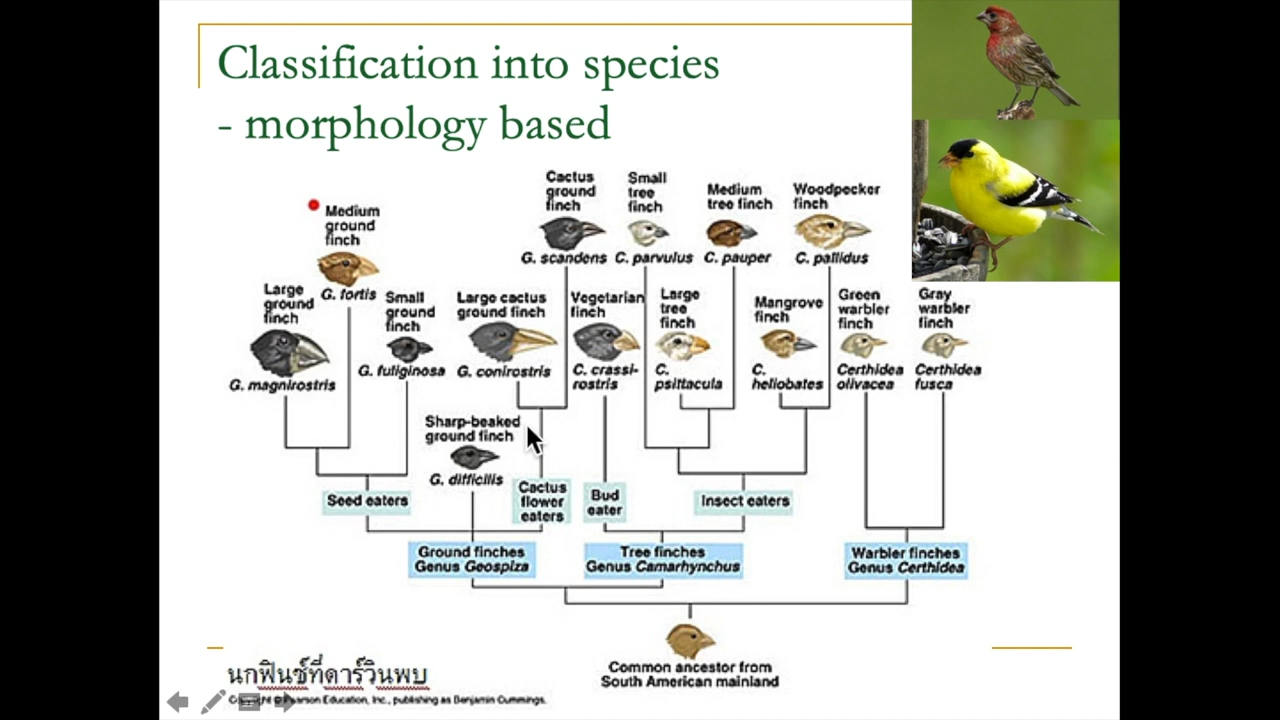 Classification into species
- morphology based
Cactus
ground
finch
G. scandens
Small
tree
finch
C. parvulus
Medium
tree finch
C. pauper
Woodpecker
finch
C. pallidus
Medium
ground
finch
G. fortis
Large
ground
finch
G. magnirostris
Small
ground
finch
G. fuliginosa
Large cactus
ground finch
G. conirostris
Vegetarian
finch
C. crassi-
rostris
Large
tree
finch
C.
psittacula
Mangrove
finch
C.
heliobates
Green
warbler
finch
Certhidea
olivacea
Gray
warbler
finch
Certhidea
fusca
Sharp-beaked
ground finch
G. difficilis
Seed eaters
Cactus
flower
eaters
Bud
eater
Insect eaters
Ground finches
Genus Geospiza
Tree finches
Genus Camarhynchus
Warbler finches
Genus Certhidea
Common ancestor from
South American mainland
นกฟินซ์ที่ดาร์วินพบ
Pearson Education, Inc., publishing as Benjamin Cummings.